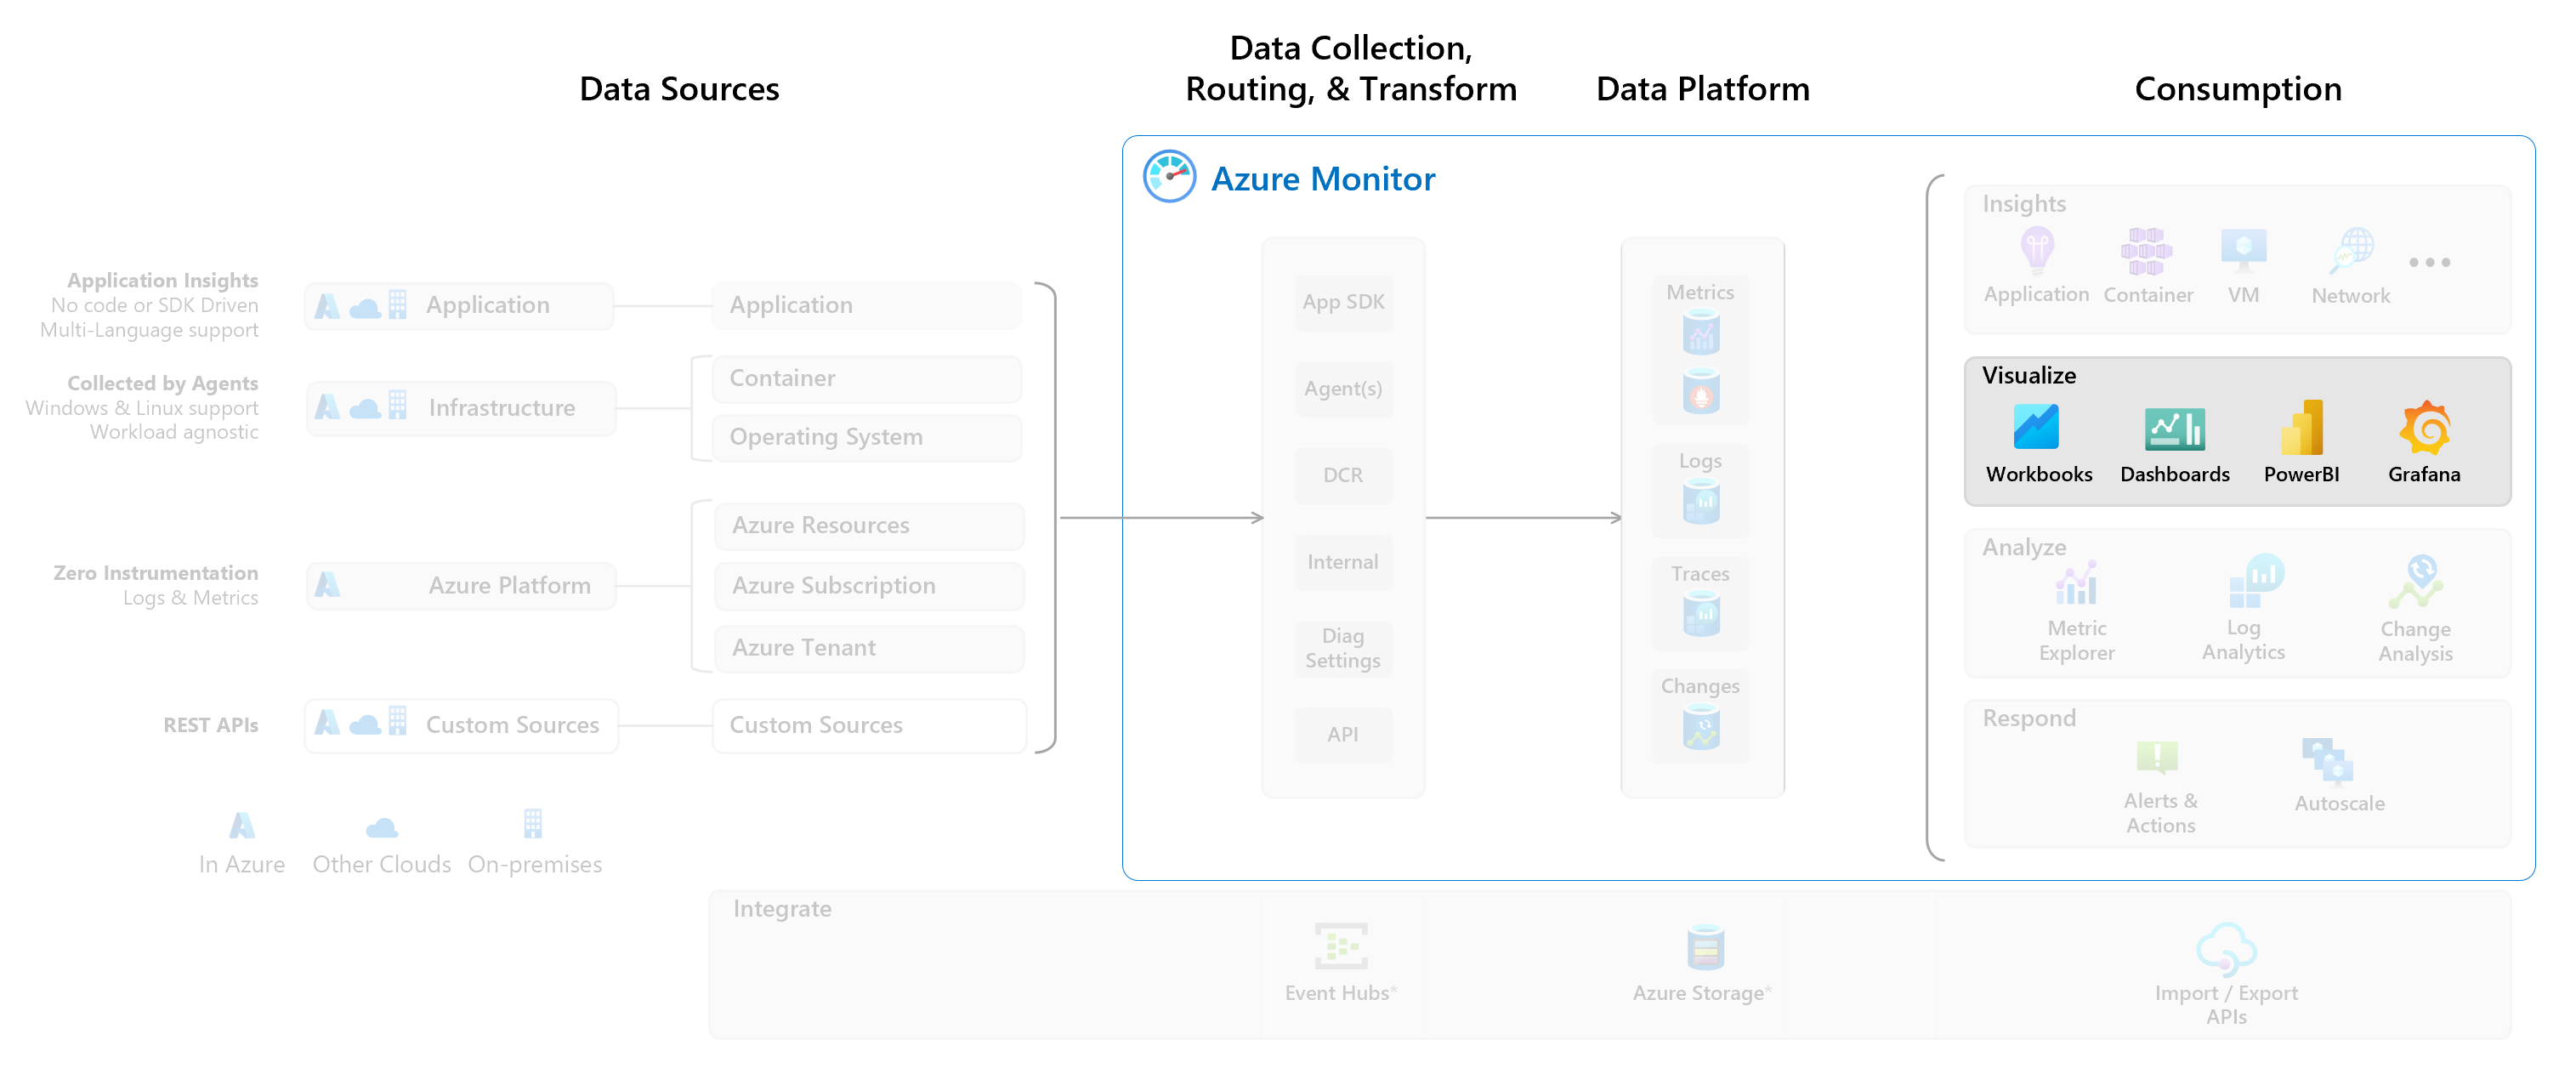 Data Sources
Data Collection,
Routing, & Transform
Data Platform
Consumption
Azure Monitor
Application Insights
No code or SDK Driven
Multi-Language support
Application
Application
Collected by Agents
Windows & Linux support
Workload agnostic
Infrastructure
Container
Operating System
Zero Instrumentation
Logs & Metrics
Azure Platform
Azure Resources
Azure Subscription
Azure Tenant
REST APIs
Custom Sources
Custom Sources
In Azure
Other Clouds
On-premises
App SDK
Agent(s)
DCR
Internal
Diag
Settings
API
Metrics
Logs
Traces
Changes
Insights
Application
Container
VM
Network
Visualize
Workbooks
Dashboards
PowerBI
Grafana
Analyze
Metric
Explorer
Log
Analytics
Change
Analysis
Respond
Alerts &
Actions
Autoscale
Integrate
Event Hubs*
Azure Storage*
Import / Export
APIs